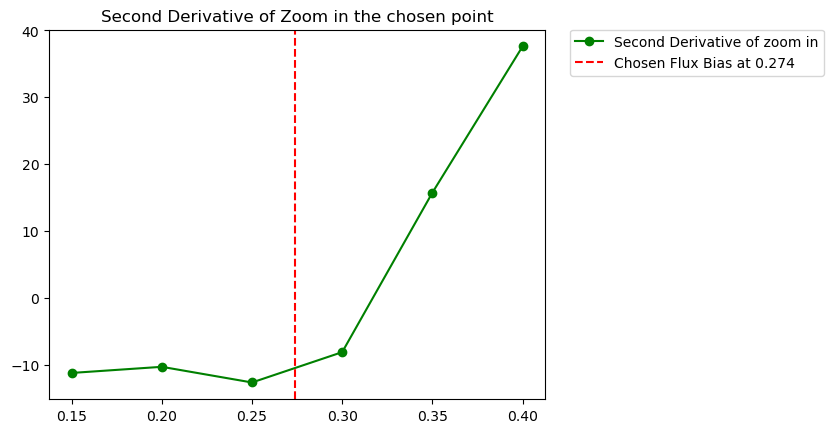 Second Derivative of Zoom in the chosen point
Second Derivative of zoom in
Chosen Flux Bias at 0.274
40
30
20
10
0
−10
0.15 0.20 0.25 0.30 0.35 0.40